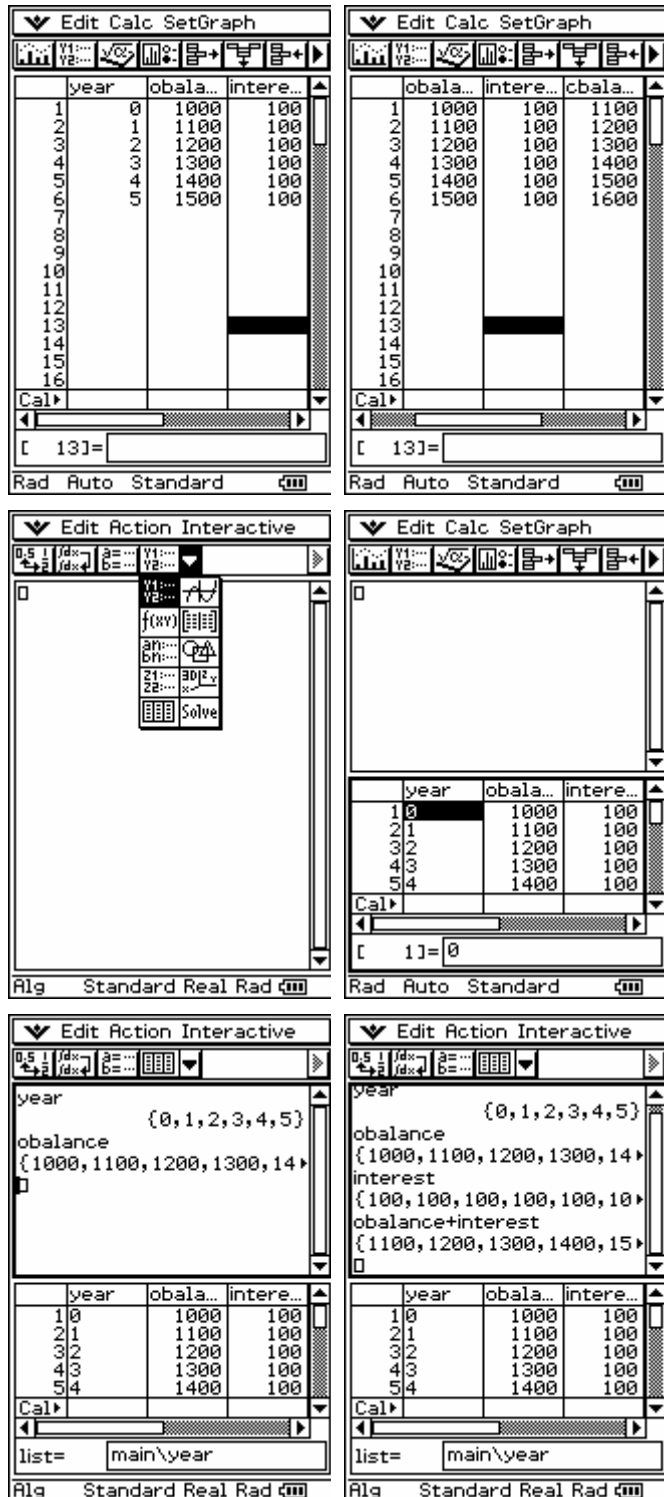 Edit Calc SetGraph
year obala... intere...
1 0 1000 100
2 1 1100 100
3 2 1200 100
4 3 1300 100
5 4 1400 100
6 5 1500 100
7
8
9
10
11
12
13
14
15
16
Cal
[ 13]=
Rad Auto Standard
Edit Calc SetGraph
obala... intere... cbala...
1 1000 100 1100
2 1100 100 1200
3 1200 100 1300
4 1300 100 1400
5 1400 100 1500
6 1500 100 1600
7
8
9
10
11
12
13
14
15
16
Cal
[ 13]=
Rad Auto Standard
Edit Action Interactive
Y1:...
Y2:...
f(xy)
an:...
bn:...
Z1:...
Z2:...
3D
Solve
Alg Standard Real Rad
Edit Calc SetGraph
year obala... intere...
1 0 1000 100
2 1 1100 100
3 2 1200 100
4 3 1300 100
5 4 1400 100
Cal
[ 1]= 0
Rad Auto Standard
Edit Action Interactive
year
{0,1,2,3,4,5}
obalance
{1000,1100,1200,1300,14
year obala... intere...
1 0 1000 100
2 1 1100 100
3 2 1200 100
4 3 1300 100
5 4 1400 100
Cal
list= main\year
Alg Standard Real Rad
Edit Action Interactive
year
{0,1,2,3,4,5}
obalance
{1000,1100,1200,1300,14
interest
{100,100,100,100,100,10
obalance+interest
{1100,1200,1300,1400,15
year obala... intere...
1 0 1000 100
2 1 1100 100
3 2 1200 100
4 3 1300 100
5 4 1400 100
Cal
list= main\year
Alg Standard Real Rad